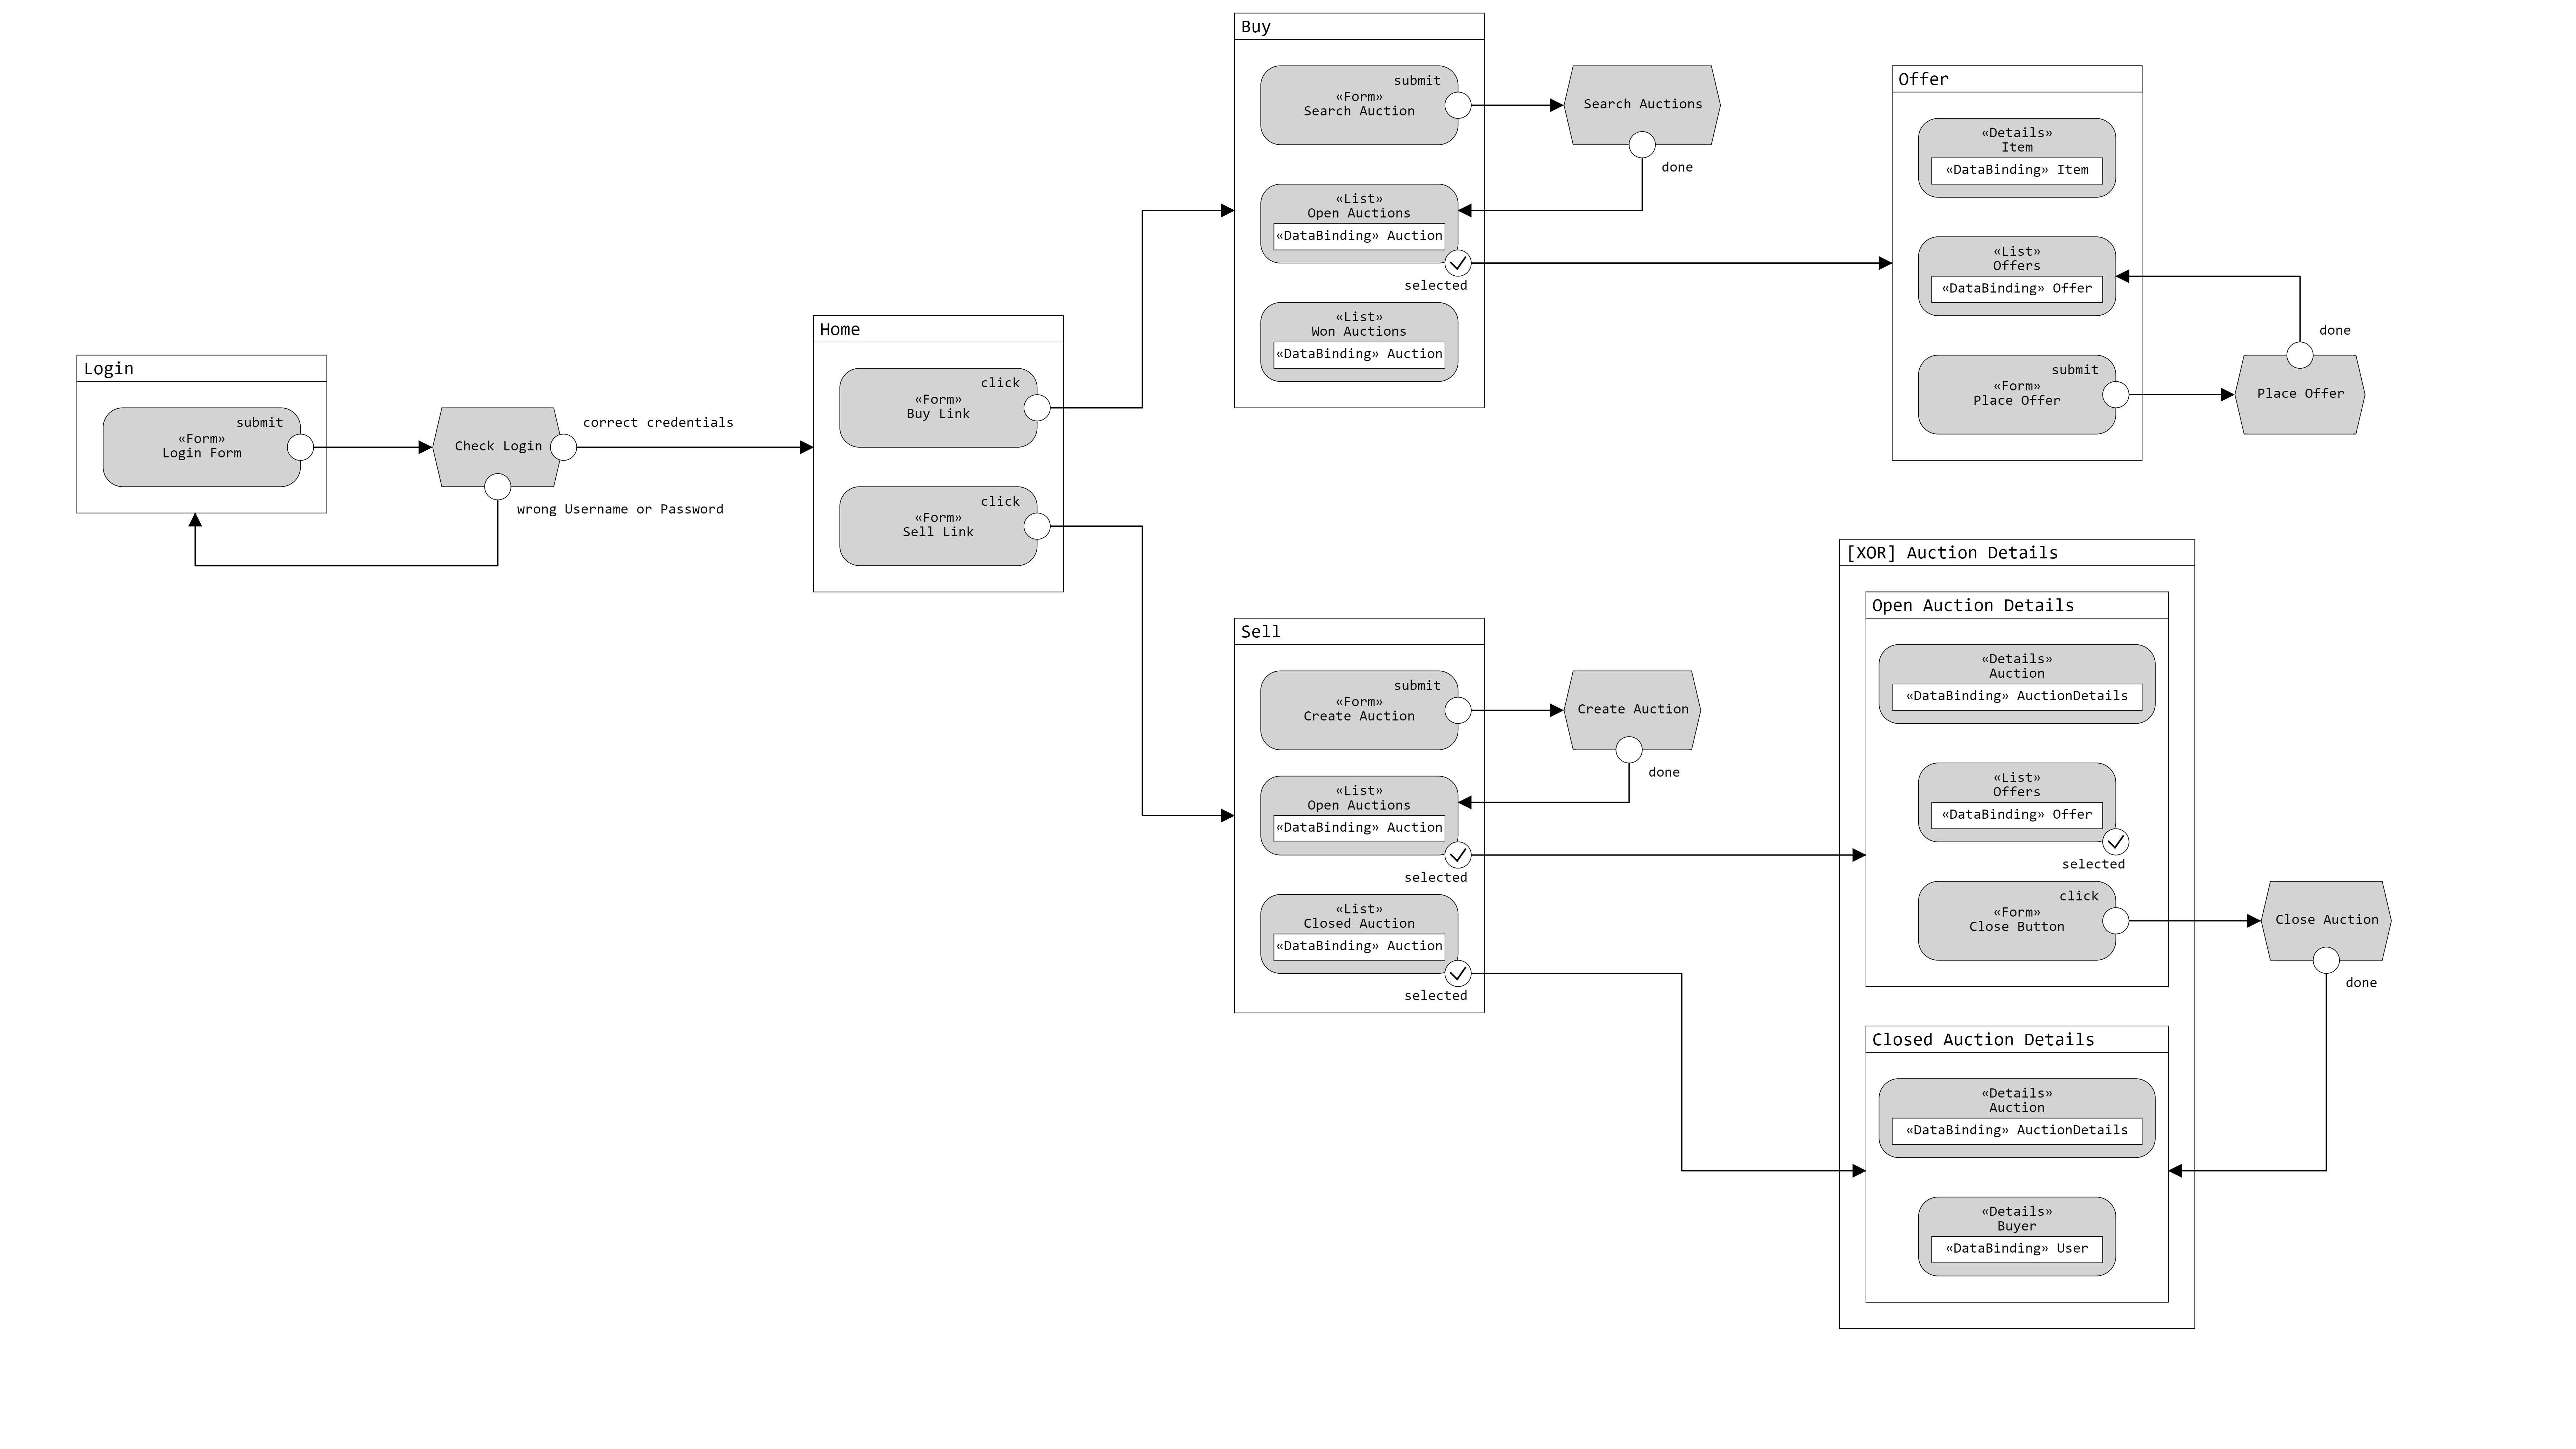 Login
submit
«Form»
Login Form
Check Login
correct credentials
wrong Username or Password
Home
click
«Form»
Buy Link
click
«Form»
Sell Link
Buy
submit
«Form»
Search Auction
Search Auctions
done
«List»
Open Auctions
«DataBinding» Auction
selected
«List»
Won Auctions
«DataBinding» Auction
Offer
«Details»
Item
«DataBinding» Item
«List»
Offers
«DataBinding» Offer
submit
«Form»
Place Offer
done
Place Offer
Sell
submit
«Form»
Create Auction
Create Auction
done
«List»
Open Auctions
«DataBinding» Auction
selected
«List»
Closed Auction
«DataBinding» Auction
selected
[XOR] Auction Details
Open Auction Details
«Details»
Auction
«DataBinding» AuctionDetails
«List»
Offers
«DataBinding» Offer
selected
click
«Form»
Close Button
Close Auction
done
Closed Auction Details
«Details»
Auction
«DataBinding» AuctionDetails
«Details»
Buyer
«DataBinding» User